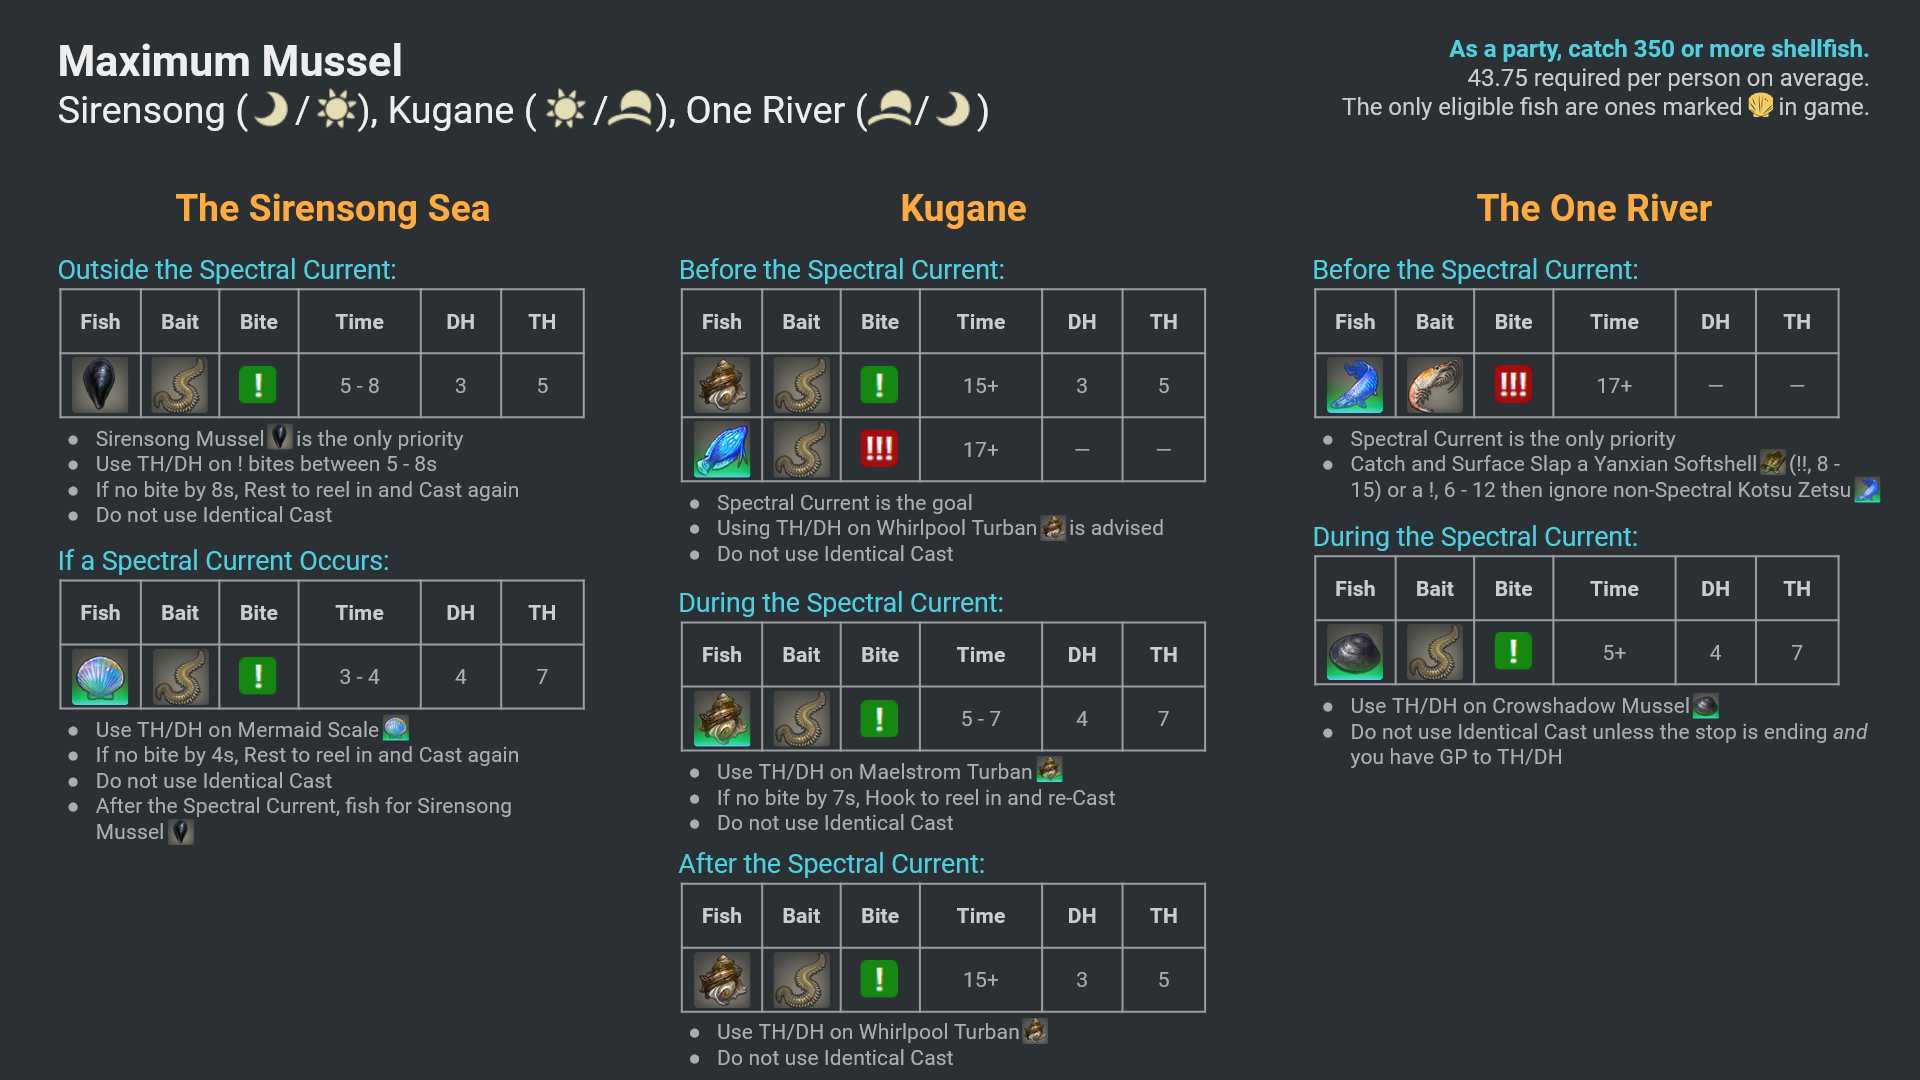 Maximum Mussel
Sirensong ( / ), Kugane ( / ), One River ( / )
As a party, catch 350 or more shellfish.
43.75 required per person on average.
The only eligible fish are ones marked in game.
The Sirensong Sea
Outside the Spectral Current:
Fish Bait Bite Time DH TH
! 5 - 8 3 5
● Sirensong Mussel is the only priority
● Use TH/DH on ! bites between 5 - 8s
● If no bite by 8s, Rest to reel in and Cast again
● Do not use Identical Cast
If a Spectral Current Occurs:
Fish Bait Bite Time DH TH
! 3 - 4 4 7
● Use TH/DH on Mermaid Scale
● If no bite by 4s, Rest to reel in and Cast again
● Do not use Identical Cast
● After the Spectral Current, fish for Sirensong
Mussel
Kugane
Before the Spectral Current:
Fish Bait Bite Time DH TH
! 15+ 3 5
!!! 17+ — —
● Spectral Current is the goal
● Using TH/DH on Whirlpool Turban is advised
● Do not use Identical Cast
During the Spectral Current:
Fish Bait Bite Time DH TH
! 5 - 7 4 7
● Use TH/DH on Maelstrom Turban
● If no bite by 7s, Hook to reel in and re-Cast
● Do not use Identical Cast
After the Spectral Current:
Fish Bait Bite Time DH TH
! 15+ 3 5
● Use TH/DH on Whirlpool Turban
● Do not use Identical Cast
The One River
Before the Spectral Current:
Fish Bait Bite Time DH TH
!!! 17+ — —
● Spectral Current is the only priority
● Catch and Surface Slap a Yanxian Softshell (!!, 8 -
15) or a !, 6 - 12 then ignore non-Spectral Kotsu Zetsu
During the Spectral Current:
Fish Bait Bite Time DH TH
! 5+ 4 7
● Use TH/DH on Crowshadow Mussel
● Do not use Identical Cast unless the stop is ending and
you have GP to TH/DH